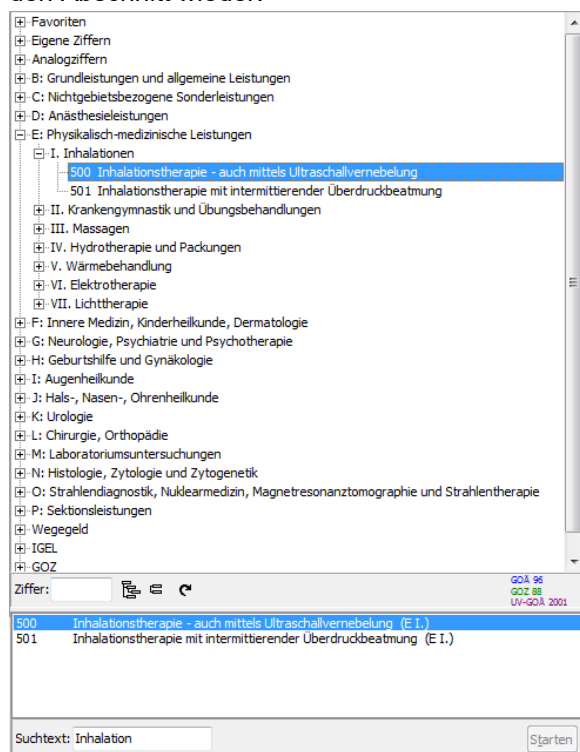 Favoriten
Eigene Ziffern
Analogziffern
B: Grundleistungen und allgemeine Leistungen
C: Nichtgebietsbezogene Sonderleistungen
D: Anästhesieleistungen
E: Physikalisch-medizinische Leistungen
I. Inhalationen
500 Inhalationstherapie - auch mittels Ultraschallvernebelung
501 Inhalationstherapie mit intermittierender Überdruckbeatmung
II. Krankengymnastik und Übungsbehandlungen
III. Massagen
IV. Hydrotherapie und Packungen
V. Wärmebehandlung
VI. Elektrotherapie
VII. Lichttherapie
F: Innere Medizin, Kinderheilkunde, Dermatologie
G: Neurologie, Psychiatrie und Psychotherapie
H: Geburtshilfe und Gynäkologie
I: Augenheilkunde
J: Hals-, Nasen-, Ohrenheilkunde
K: Urologie
L: Chirurgie, Orthopädie
M: Laboratoriumsuntersuchungen
N: Histologie, Zytologie und Zytogenetik
O: Strahlendiagnostik, Nuklearmedizin, Magnetresonanztomographie und Strahlentherapie
P: Sektionsleistungen
Wegegeld
IGEL
GOZ
Ziffer:
GOÄ 96
GOZ 88
UV-GOÄ 2001
500 Inhalationstherapie - auch mittels Ultraschallvernebelung (E I.)
501 Inhalationstherapie mit intermittierender Überdruckbeatmung (E I.)
Suchtext: Inhalation
Starten